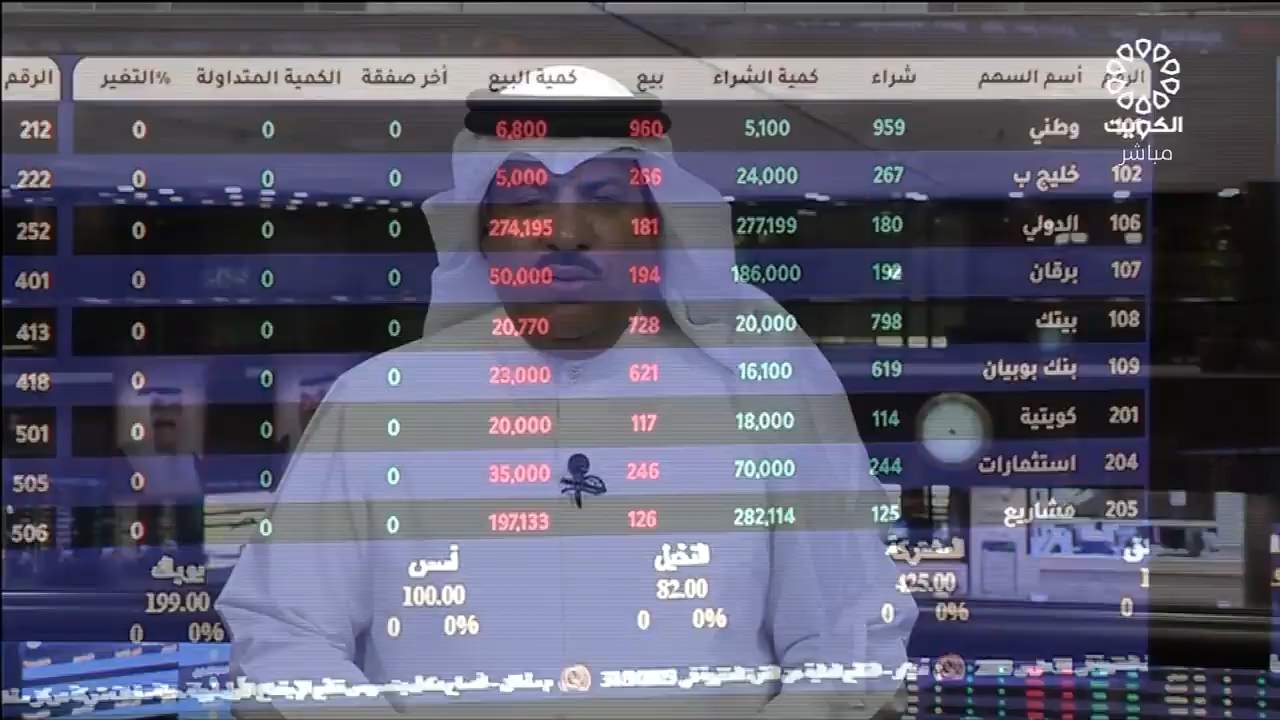 الكويت
مباشر
أسم السهم شراء كمية الشراء بيع كمية البيع أخر صفقة الكمية المتداولة التغير% الرقم
وطني 959 5,100 960 6,800 0 0 0 212
102 خليج ب 267 24,000 266 5,000 0 0 0 222
106 الدولي 180 277,199 181 274,195 0 0 0 252
107 برقان 192 186,000 194 50,000 0 0 0 401
108 بيتك 798 20,000 728 20,770 0 0 0 413
109 بنك بوبيان 619 16,100 621 23,000 0 0 0 418
201 كويتية 114 18,000 117 20,000 0 0 0 501
204 استثمارات 244 70,000 246 35,000 0 0 0 505
205 مشاريع 125 282,114 126 197,133 0 0 0 506
المشتركة النخيل يوباك
425.00 82.00 100.00 199.00
0 0 0% 0 0% 0 0% 0 0%